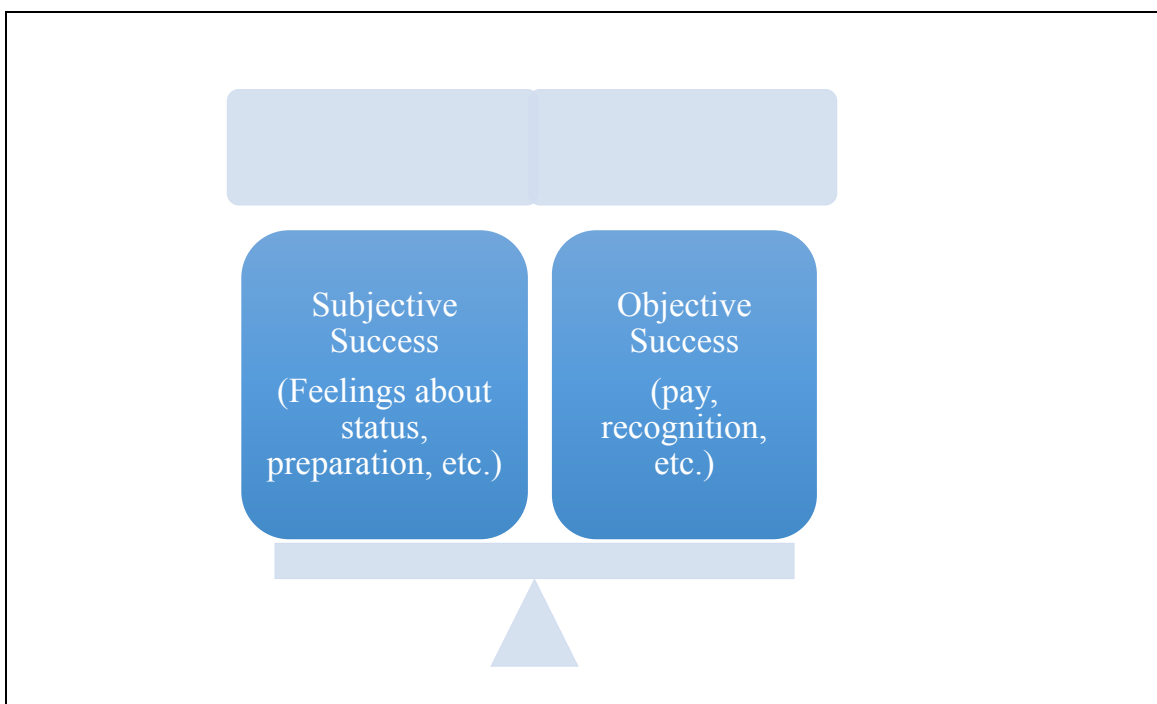 Subjective
Success
(Feelings about
status,
preparation, etc.)
Objective
Success
(pay,
recognition,
etc.)